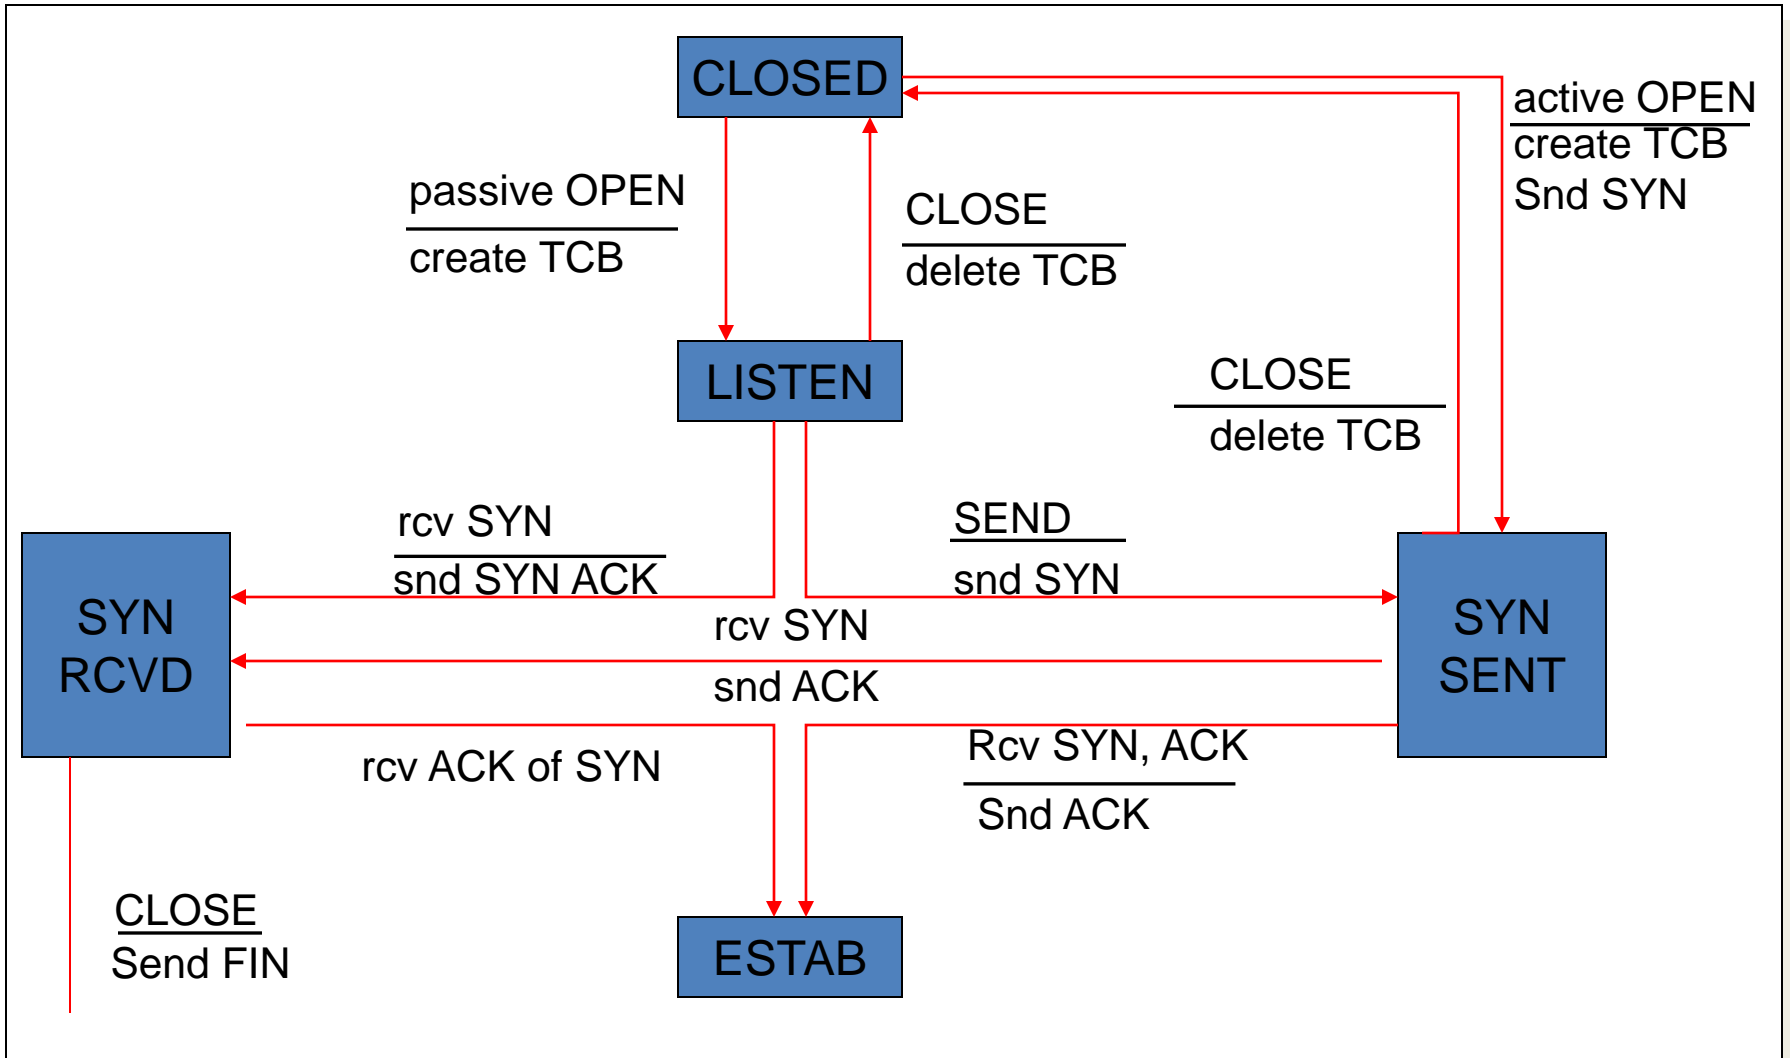 CLOSED
active OPEN
create TCB
Snd SYN
passive OPEN
create TCB
CLOSE
delete TCB
LISTEN
CLOSE
delete TCB
rcv SYN
snd SYN ACK
SEND
snd SYN
SYN
RCVD
rcv SYN
snd ACK
SYN
SENT
rcv ACK of SYN
Rcv SYN, ACK
Snd ACK
CLOSE
Send FIN
ESTAB